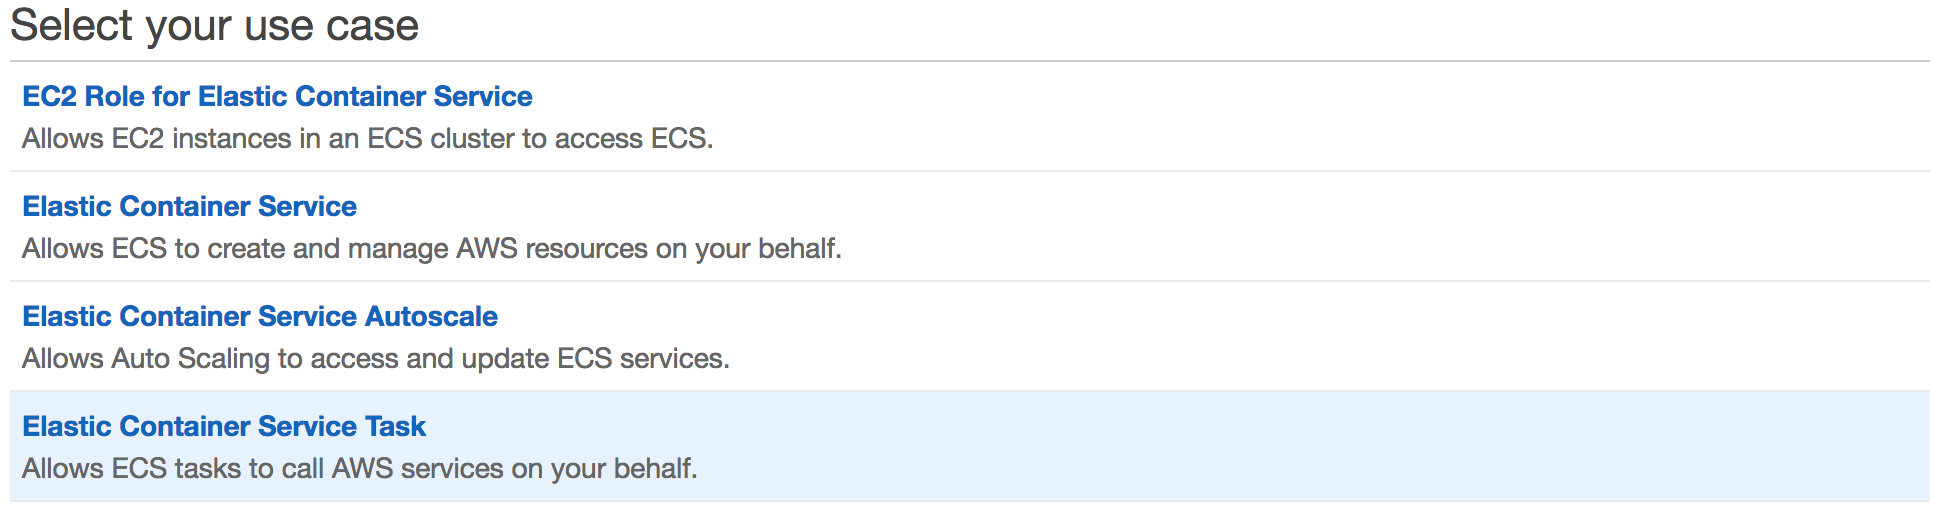 Select your use case
EC2 Role for Elastic Container Service
Allows EC2 instances in an ECS cluster to access ECS.
Elastic Container Service
Allows ECS to create and manage AWS resources on your behalf.
Elastic Container Service Autoscale
Allows Auto Scaling to access and update ECS services.
Elastic Container Service Task
Allows ECS tasks to call AWS services on your behalf.